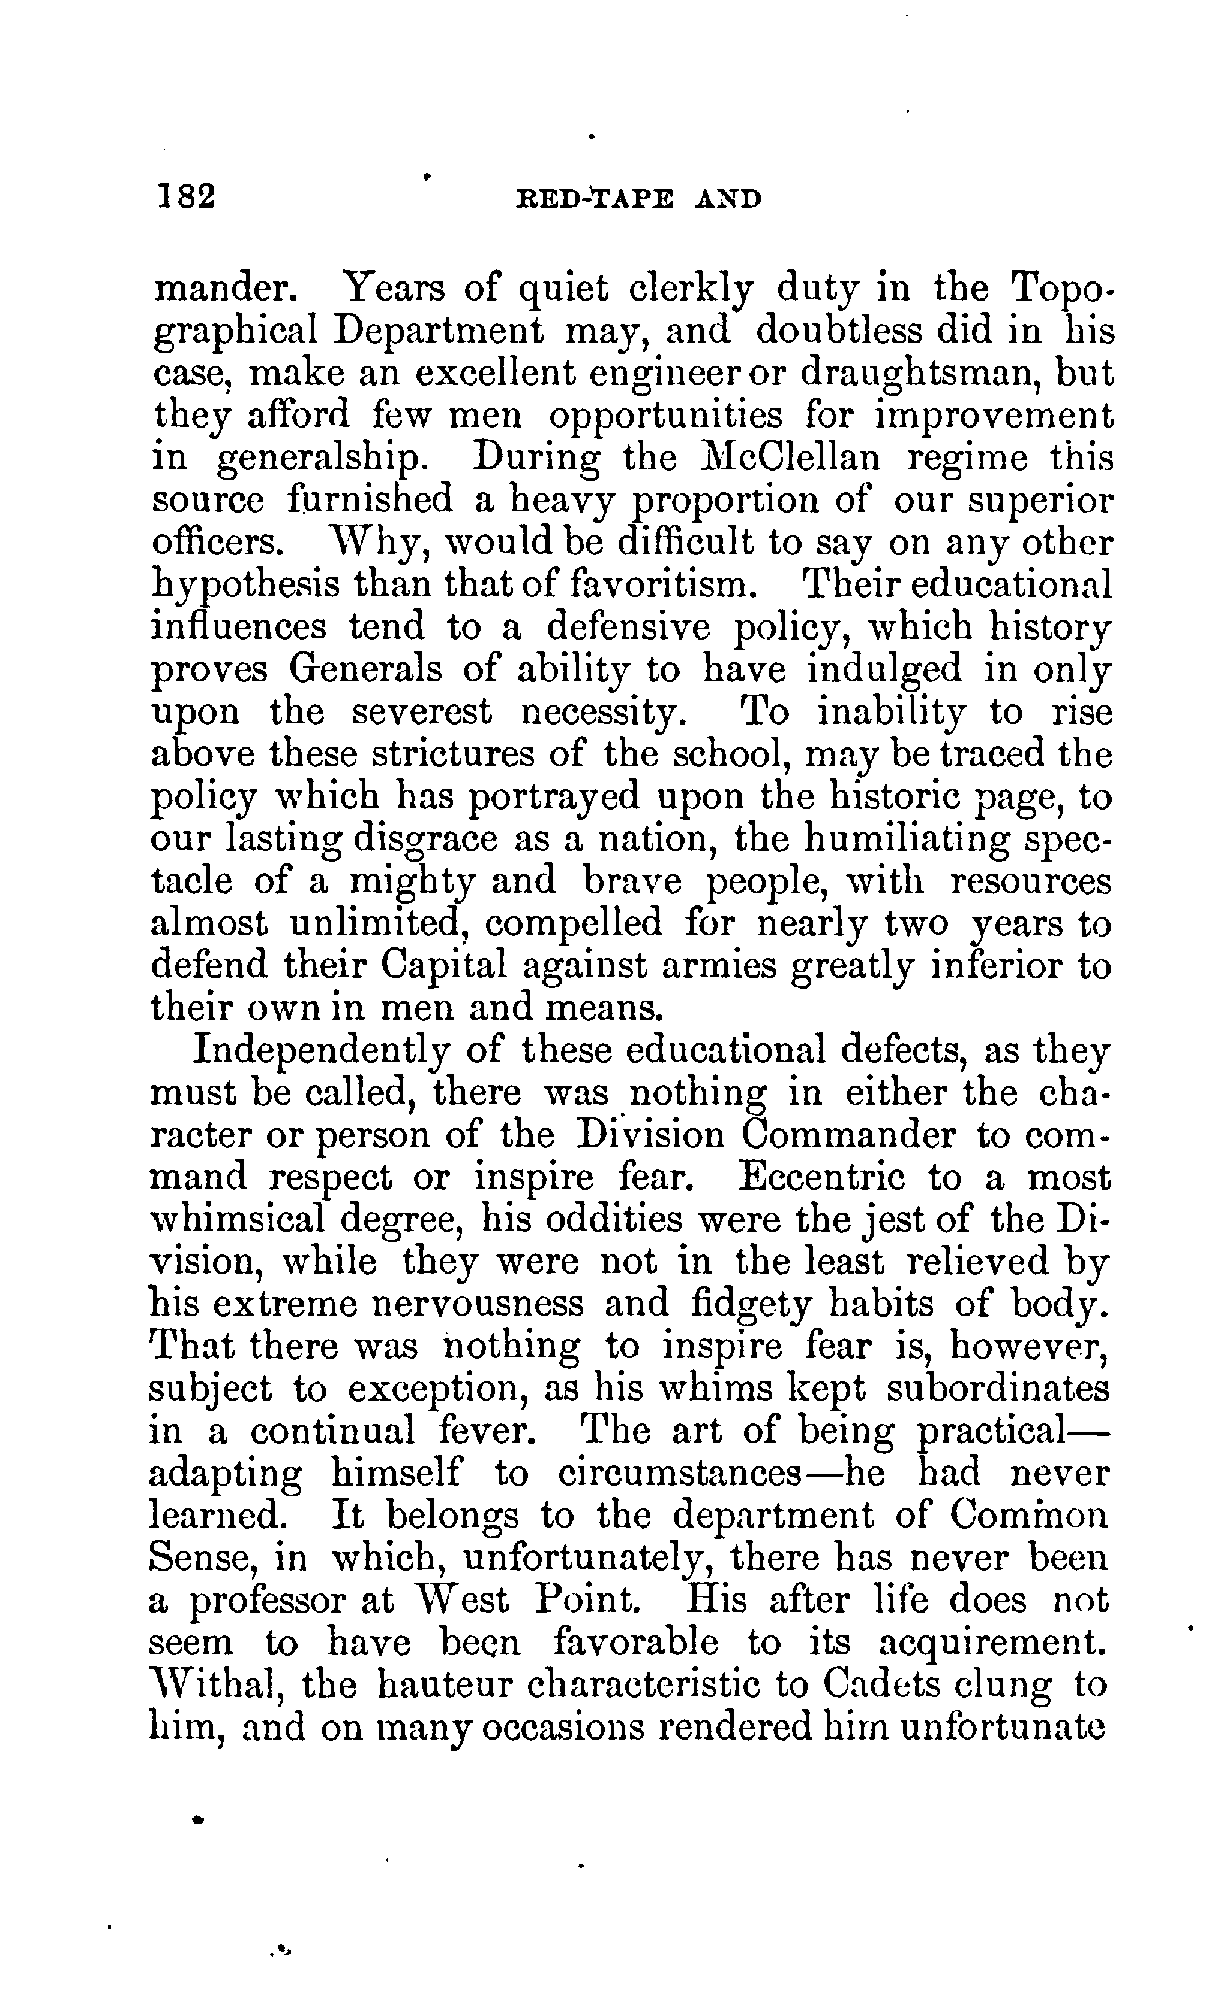 182 RED-TAPE AND
mander. Years of quiet clerkly duty in the Topo-
graphical Department may, and doubtless did in his
case, make an excellent engineer or draughtsman, but
they afford few men opportunities for improvement
in generalship. During the McClellan regime this
source furnished a heavy proportion of our superior
officers. Why, would be difficult to say on any other
hypothesis than that of favoritism. Their educational
influences tend to a defensive policy, which history
proves Generals of ability to have indulged in only
upon the severest necessity. To inability to rise
above these strictures of the school, may be traced the
policy which has portrayed upon the historic page, to
our lasting disgrace as a nation, the humiliating spec-
tacle of a mighty and brave people, with resources
almost unlimited, compelled for nearly two years to
defend their Capital against armies greatly inferior to
their own in men and means.
Independently of these educational defects, as they
must be called, there was nothing in either the cha-
racter or person of the Division Commander to com-
mand respect or inspire fear. Eccentric to a most
whimsical degree, his oddities were the jest of the Di-
vision, while they were not in the least relieved by
his extreme nervousness and fidgety habits of body.
That there was nothing to inspire fear is, however,
subject to exception, as his whims kept subordinates
in a continual fever. The art of being practical—
adapting himself to circumstances—he had never
learned. It belongs to the department of Common
Sense, in which, unfortunately, there has never been
a professor at West Point. His after life does not
seem to have been favorable to its acquirement.
Withal, the hauteur characteristic to Cadets clung to
him, and on many occasions rendered him unfortunate